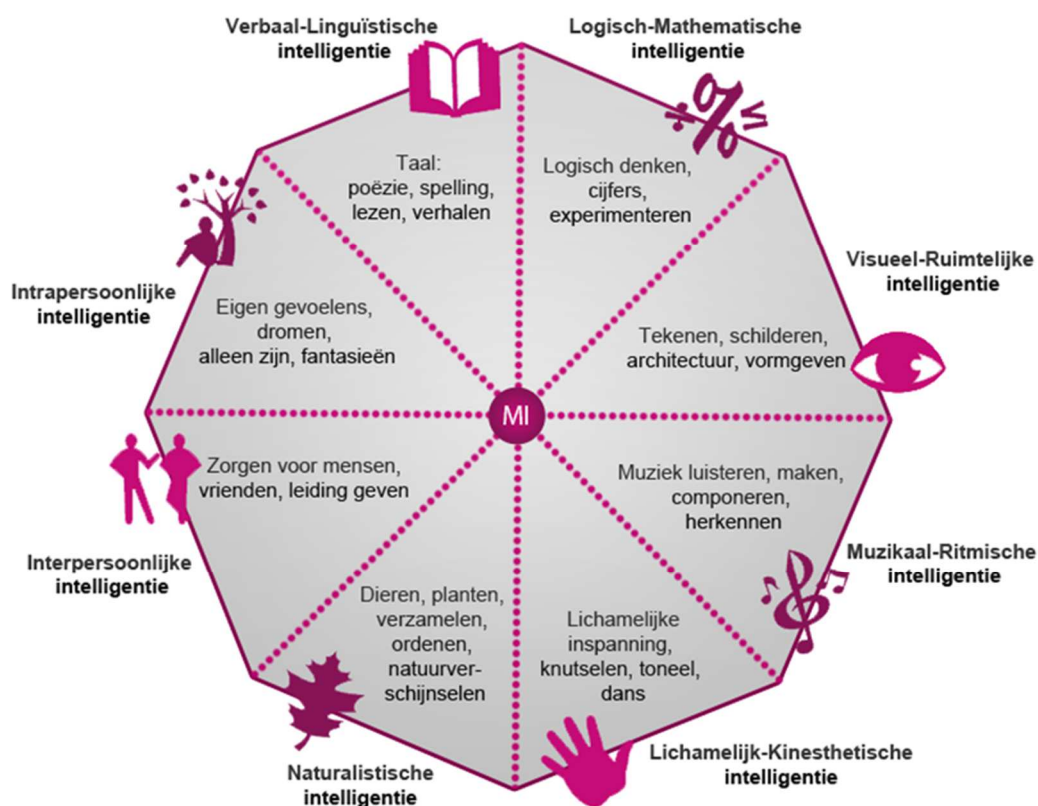 Verbaal-Linguïstische
intelligentie
Logisch-Mathematische
intelligentie
Taal:
poëzie, spelling,
lezen, verhalen
Logisch denken,
cijfers,
experimenteren
Visueel-Ruimtelijke
intelligentie
Intrapersoonlijke
intelligentie
Eigen gevoelens,
dromen,
alleen zijn, fantasieën
Tekenen, schilderen,
architectuur, vormgeven
MI
Zorgen voor mensen,
vrienden, leiding geven
Muziek luisteren, maken,
componeren,
herkennen
Interpersoonlijke
intelligentie
Muzikaal-Ritmische
intelligentie
Dieren, planten,
verzamelen,
ordenen,
natuurver-
schijnselen
Lichamelijke
inspanning,
knutselen, toneel,
dans
Naturalistische
intelligentie
Lichamelijk-Kinesthetische
intelligentie